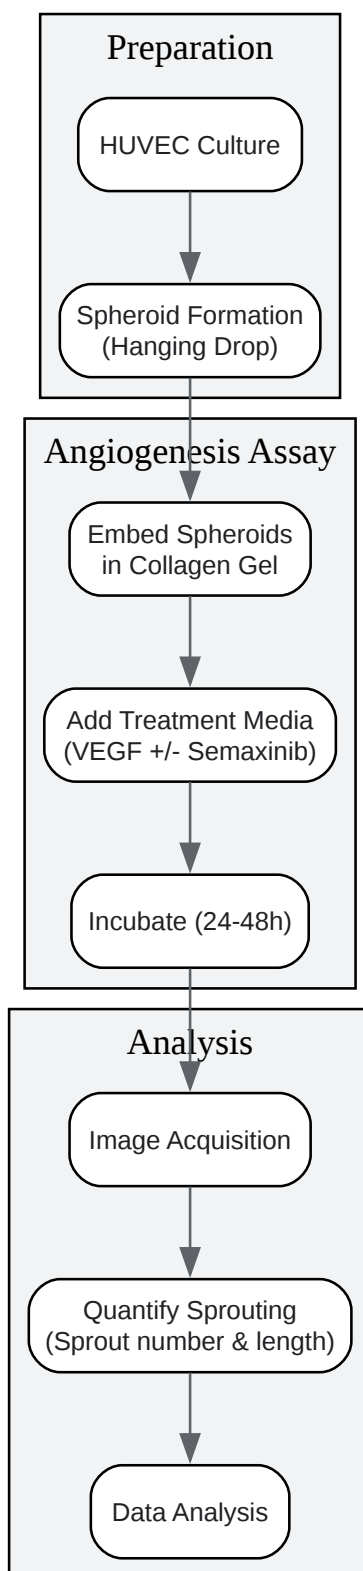 Preparation
HUVEC Culture
Spheroid Formation
(Hanging Drop)
Angiogenesis Assay
Embed Spheroids
in Collagen Gel
Add Treatment Media
(VEGF +/- Semaxinib)
Incubate (24-48h)
Analysis
Image Acquisition
Quantify Sprouting
(Sprout number & length)
Data Analysis